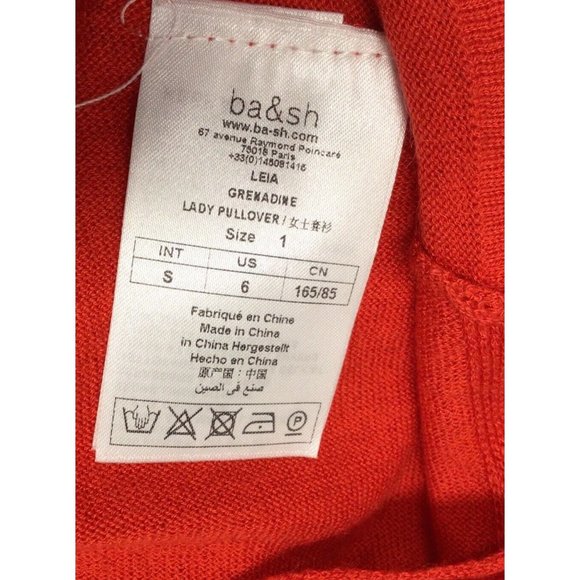 ba&sh
www.ba-sh.com
67 avenue Raymond Poincaré
75016 Paris
+33(0)145081416
LEIA
GRENADINE
LADY PULLOVER / 女士套衫
Size 1
INT US CN
S 6 165/85
Fabriqué en Chine
Made in China
in China Hergestellt
Hecho en China
原产国：中国
صنع في الصين
P